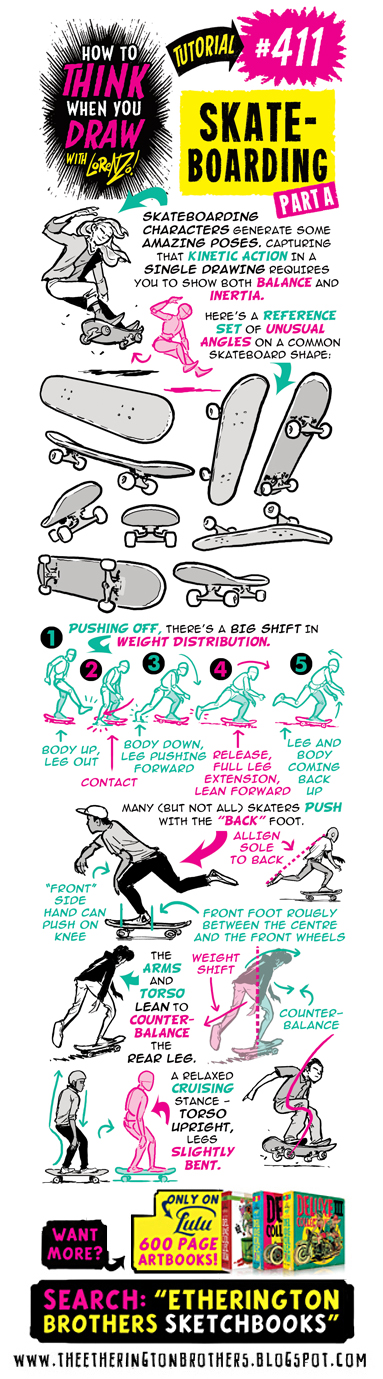 HOW TO
THINK
WHEN YOU
DRAW
WITH LORENZO!
TUTORIAL
#411
SKATE-
BOARDING
PART A
SKATEBOARDING
CHARACTERS GENERATE SOME
AMAZING POSES. CAPTURING
THAT KINETIC ACTION IN A
SINGLE DRAWING REQUIRES
YOU TO SHOW BOTH BALANCE AND
INERTIA.
HERE'S A REFERENCE
SET OF UNUSUAL
ANGLES ON A COMMON
SKATEBOARD SHAPE:
1 PUSHING OFF, THERE'S A BIG SHIFT IN
WEIGHT DISTRIBUTION.
2
3
4
5
BODY UP,
LEG OUT
CONTACT
BODY DOWN,
LEG PUSHING
FORWARD
RELEASE,
FULL LEG
EXTENSION,
LEAN FORWARD
LEG AND
BODY
COMING
BACK
UP
MANY (BUT NOT ALL) SKATERS PUSH
WITH THE "BACK" FOOT.
ALLIGN
SOLE
TO BACK
"FRONT"
SIDE
HAND CAN
PUSH ON
KNEE
FRONT FOOT ROUGLY
BETWEEN THE CENTRE
AND THE FRONT WHEELS
THE
ARMS
AND
TORSO
LEAN TO
COUNTER-
BALANCE
THE
REAR LEG.
WEIGHT
SHIFT
COUNTER-
BALANCE
A RELAXED
CRUISING
STANCE -
TORSO
UPRIGHT,
LEGS
SLIGHTLY
BENT.
WANT
MORE?
ONLY ON
Lulu
600 PAGE
ARTBOOKS!
DELUXE
III
SEARCH: "ETHERINGTON
BROTHERS SKETCHBOOKS"
WWW.THEETHERINGTONBROTHERS.BLOGSPOT.COM